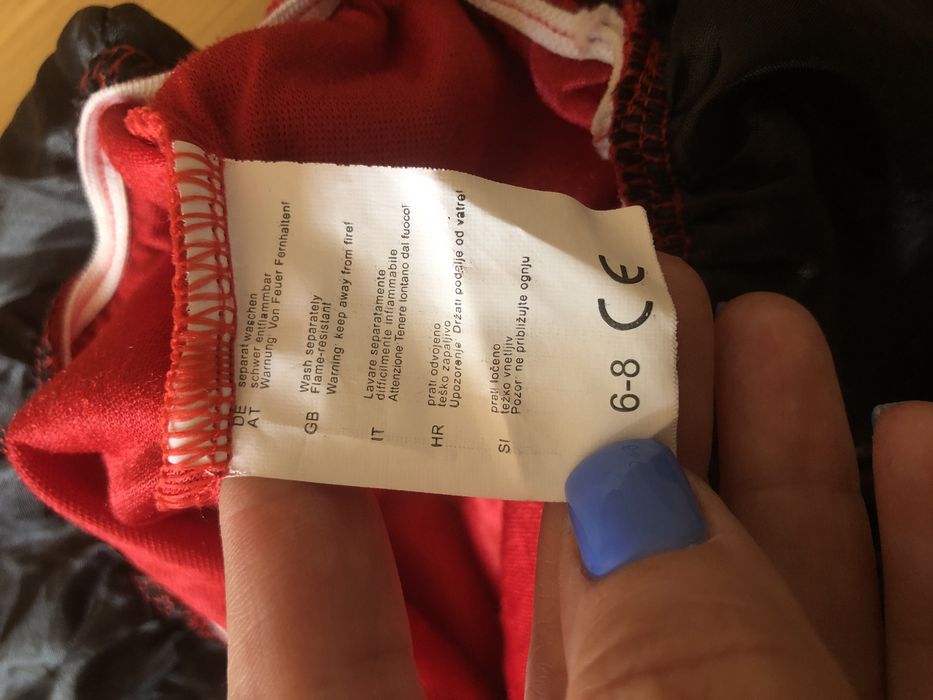 DE separat waschen
AT schwer entflammbar
Warnung Von Feuer Fernhalten!
GB Wash separately
Flame-resistant
Warning keep away from fire!
IT Lavare separatamente
difficilmente infiammabile
Attenzione Tenere lontano dal fuoco!
HR prati odvojeno
teško zapaljivo
Upozorenje Držati podalje od vatre!
SI prati ločeno
težko vnetljiv
Pozor ne približujte ognju
6-8 CE